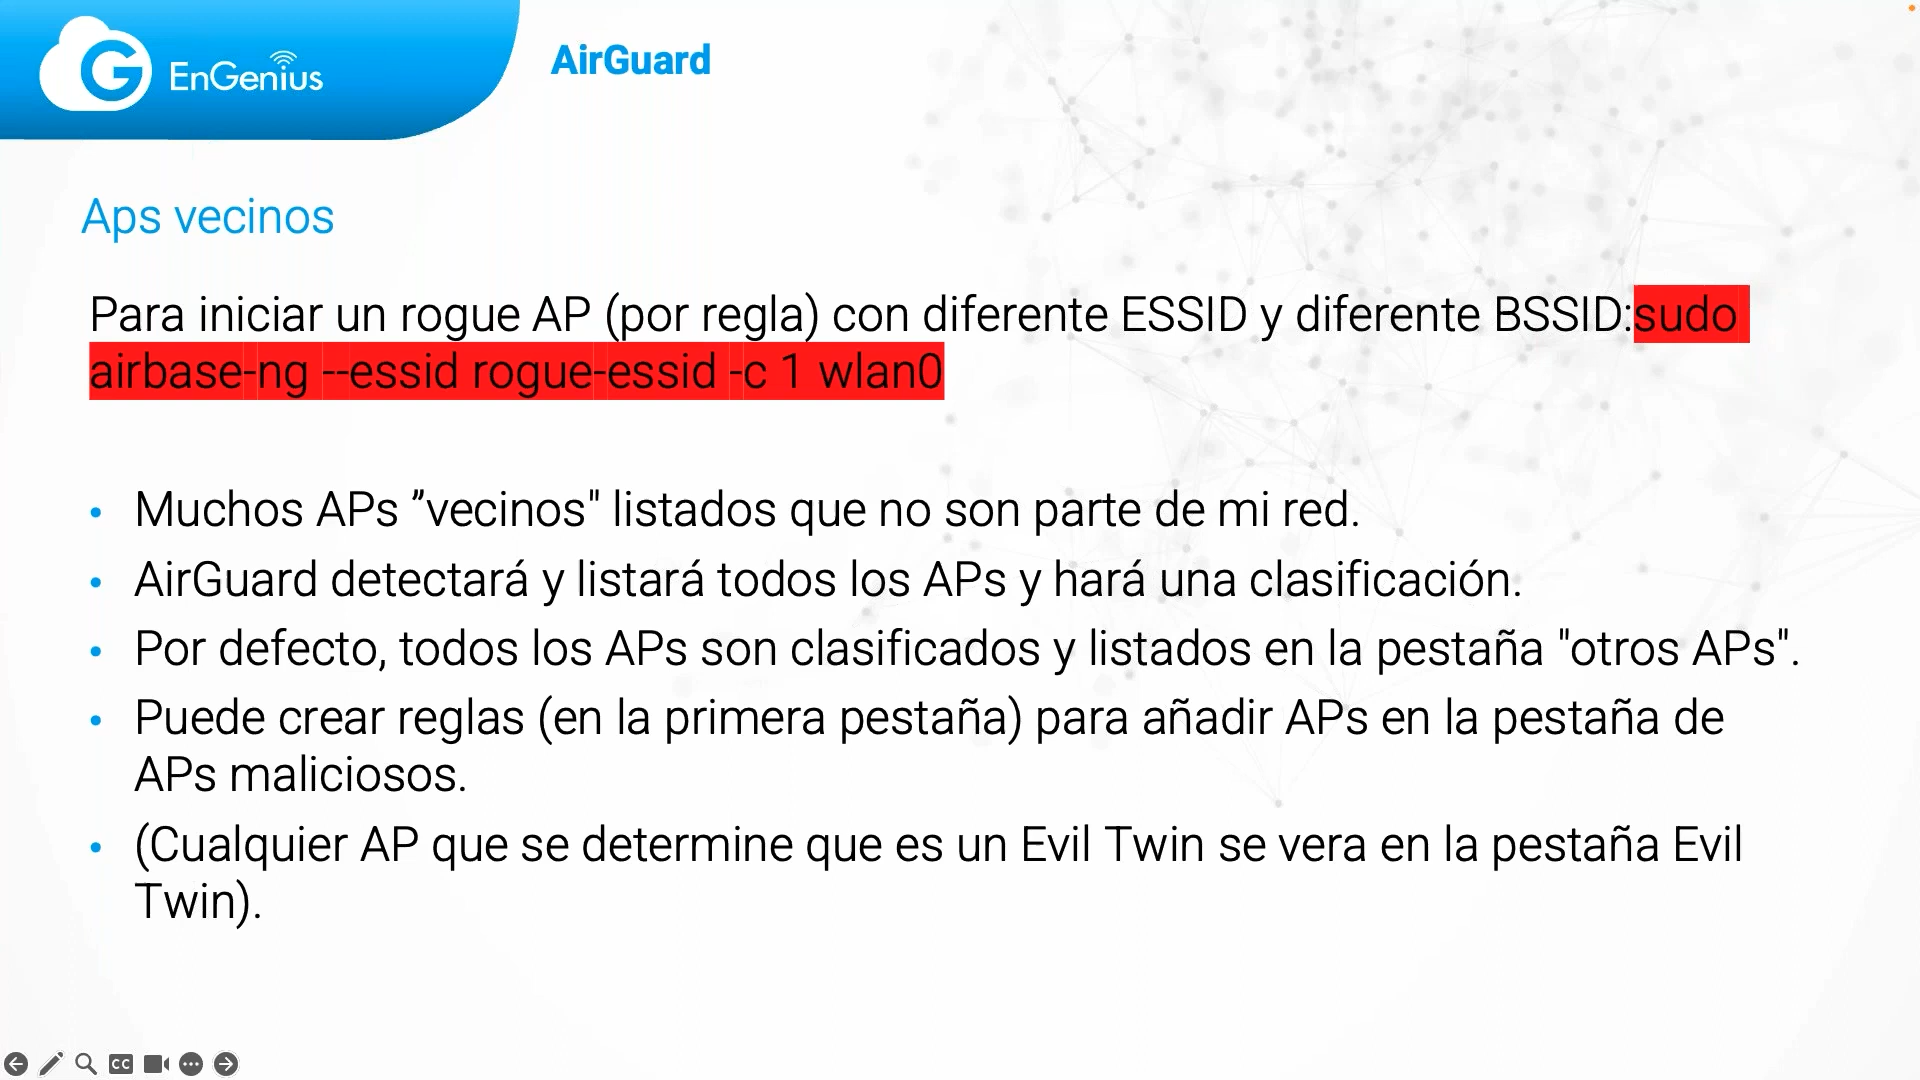 EnGenius
AirGuard
Aps vecinos
Para iniciar un rogue AP (por regla) con diferente ESSID y diferente BSSID:sudo
airbase-ng --essid rogue-essid -c 1 wlan0
• Muchos APs ”vecinos" listados que no son parte de mi red.
• AirGuard detectará y listará todos los APs y hará una clasificación.
• Por defecto, todos los APs son clasificados y listados en la pestaña "otros APs".
• Puede crear reglas (en la primera pestaña) para añadir APs en la pestaña de
APs maliciosos.
• (Cualquier AP que se determine que es un Evil Twin se vera en la pestaña Evil
Twin).
CC